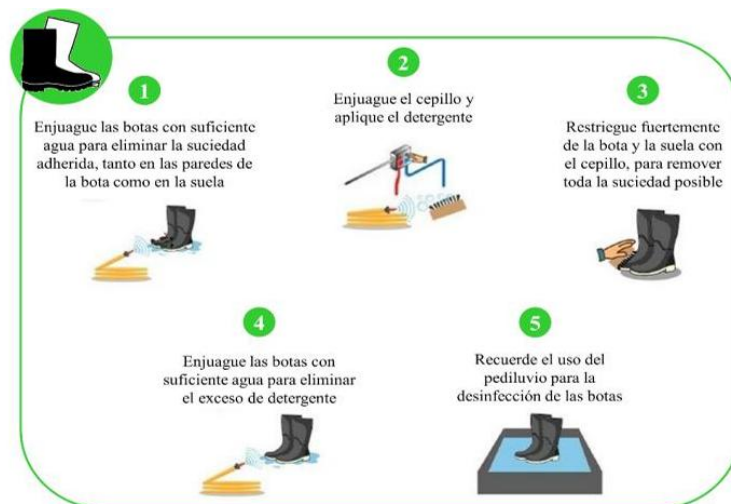 1
Enjuague las botas con suficiente
agua para eliminar la suciedad
adherida, tanto en las paredes de
la bota como en la suela
2
Enjuague el cepillo y
aplique el detergente
3
Restriegue fuertemente
de la bota y la suela con
el cepillo, para remover
toda la suciedad posible
4
Enjuague las botas con
suficiente agua para eliminar
el exceso de detergente
5
Recuerde el uso del
pediluvio para la
desinfección de las botas